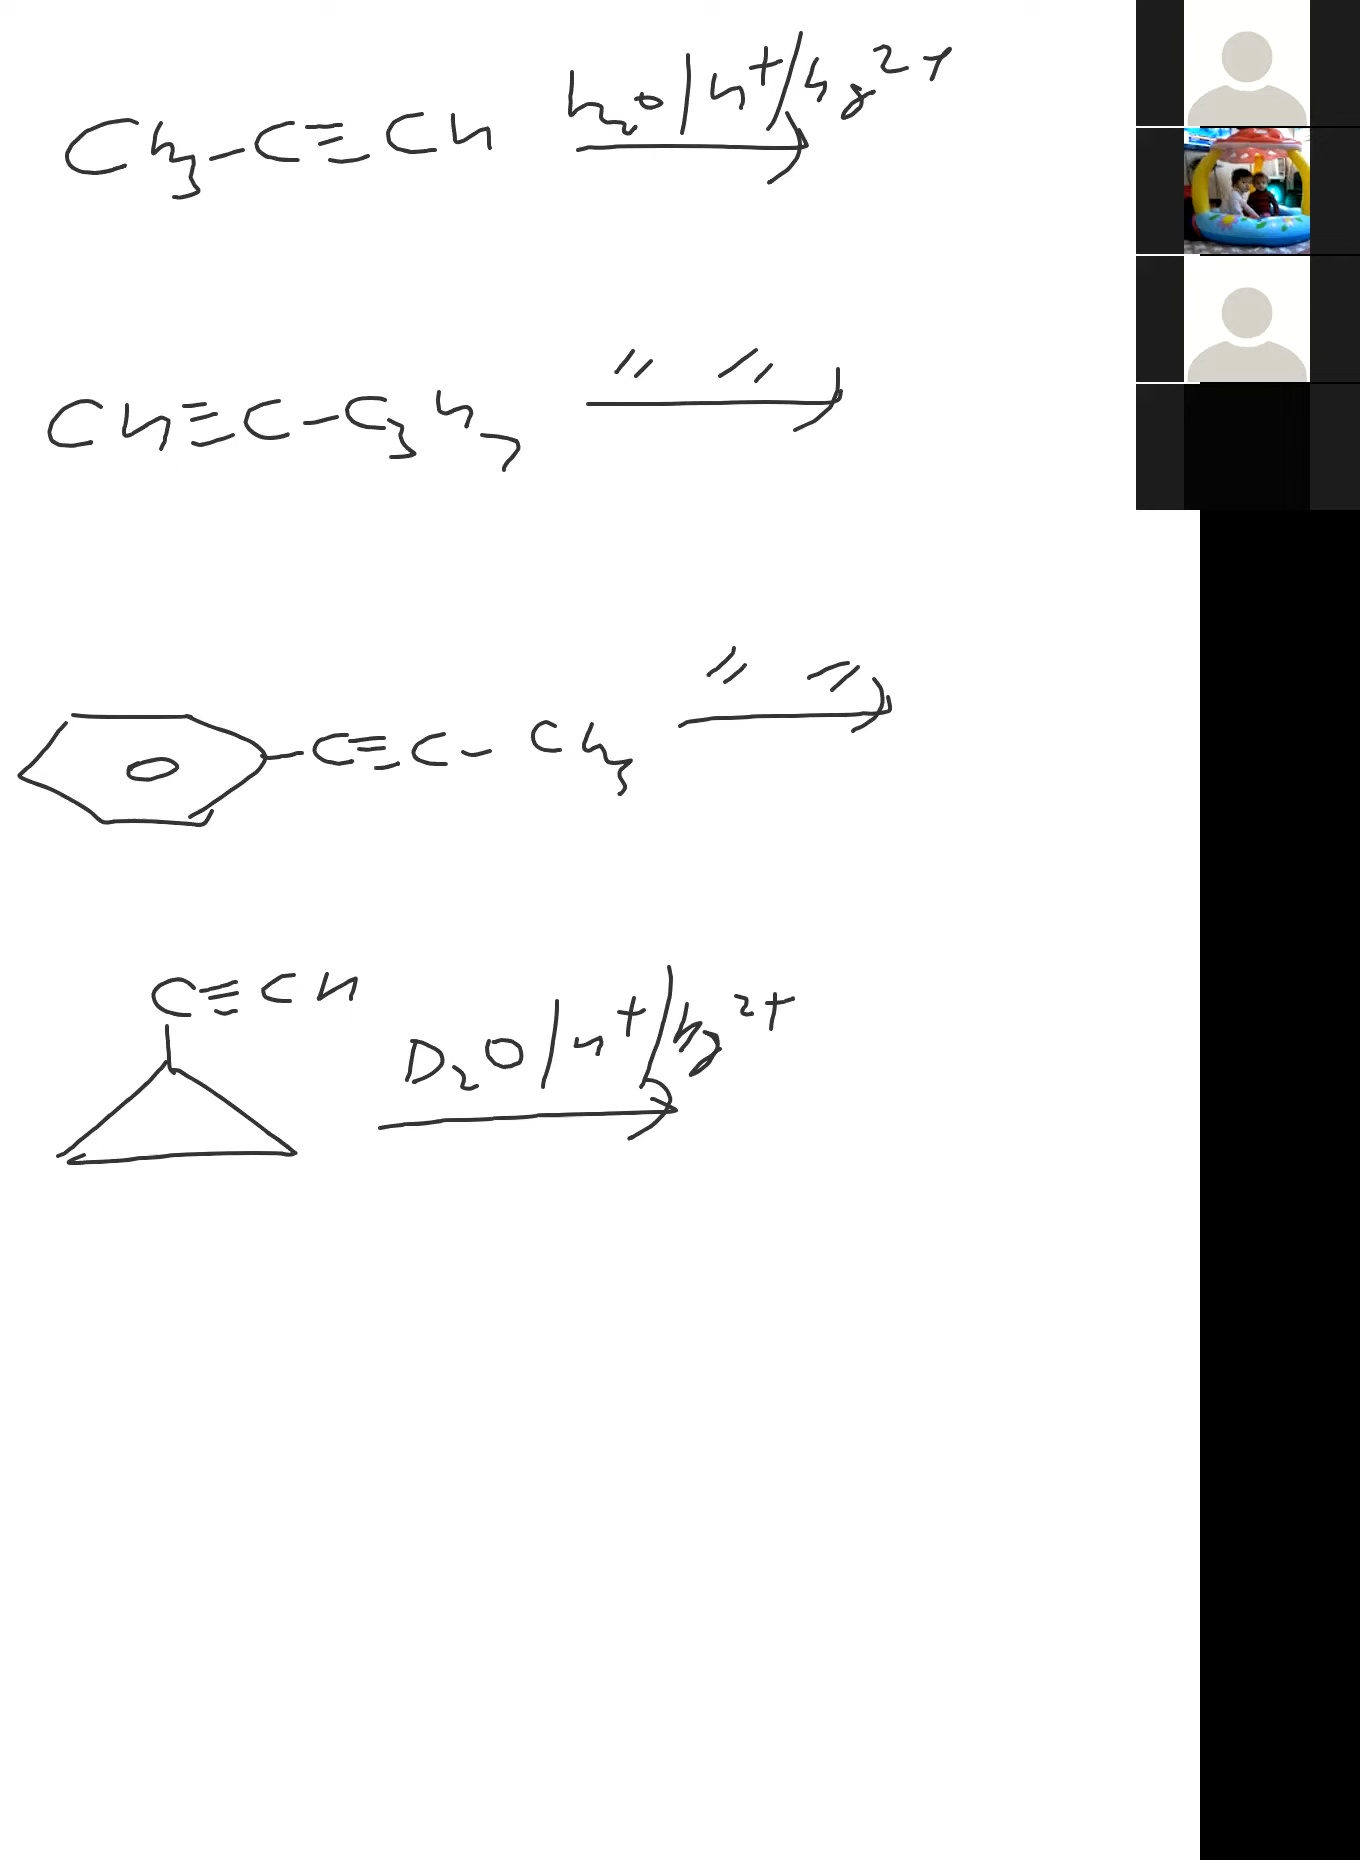 CH₃-C≡CH H₂O/H⁺/Hg²⁺
CH≡C-C₃H₇ " "
-C≡C-CH₃ " "
C≡CH
D₂O/H⁺/Hg²⁺